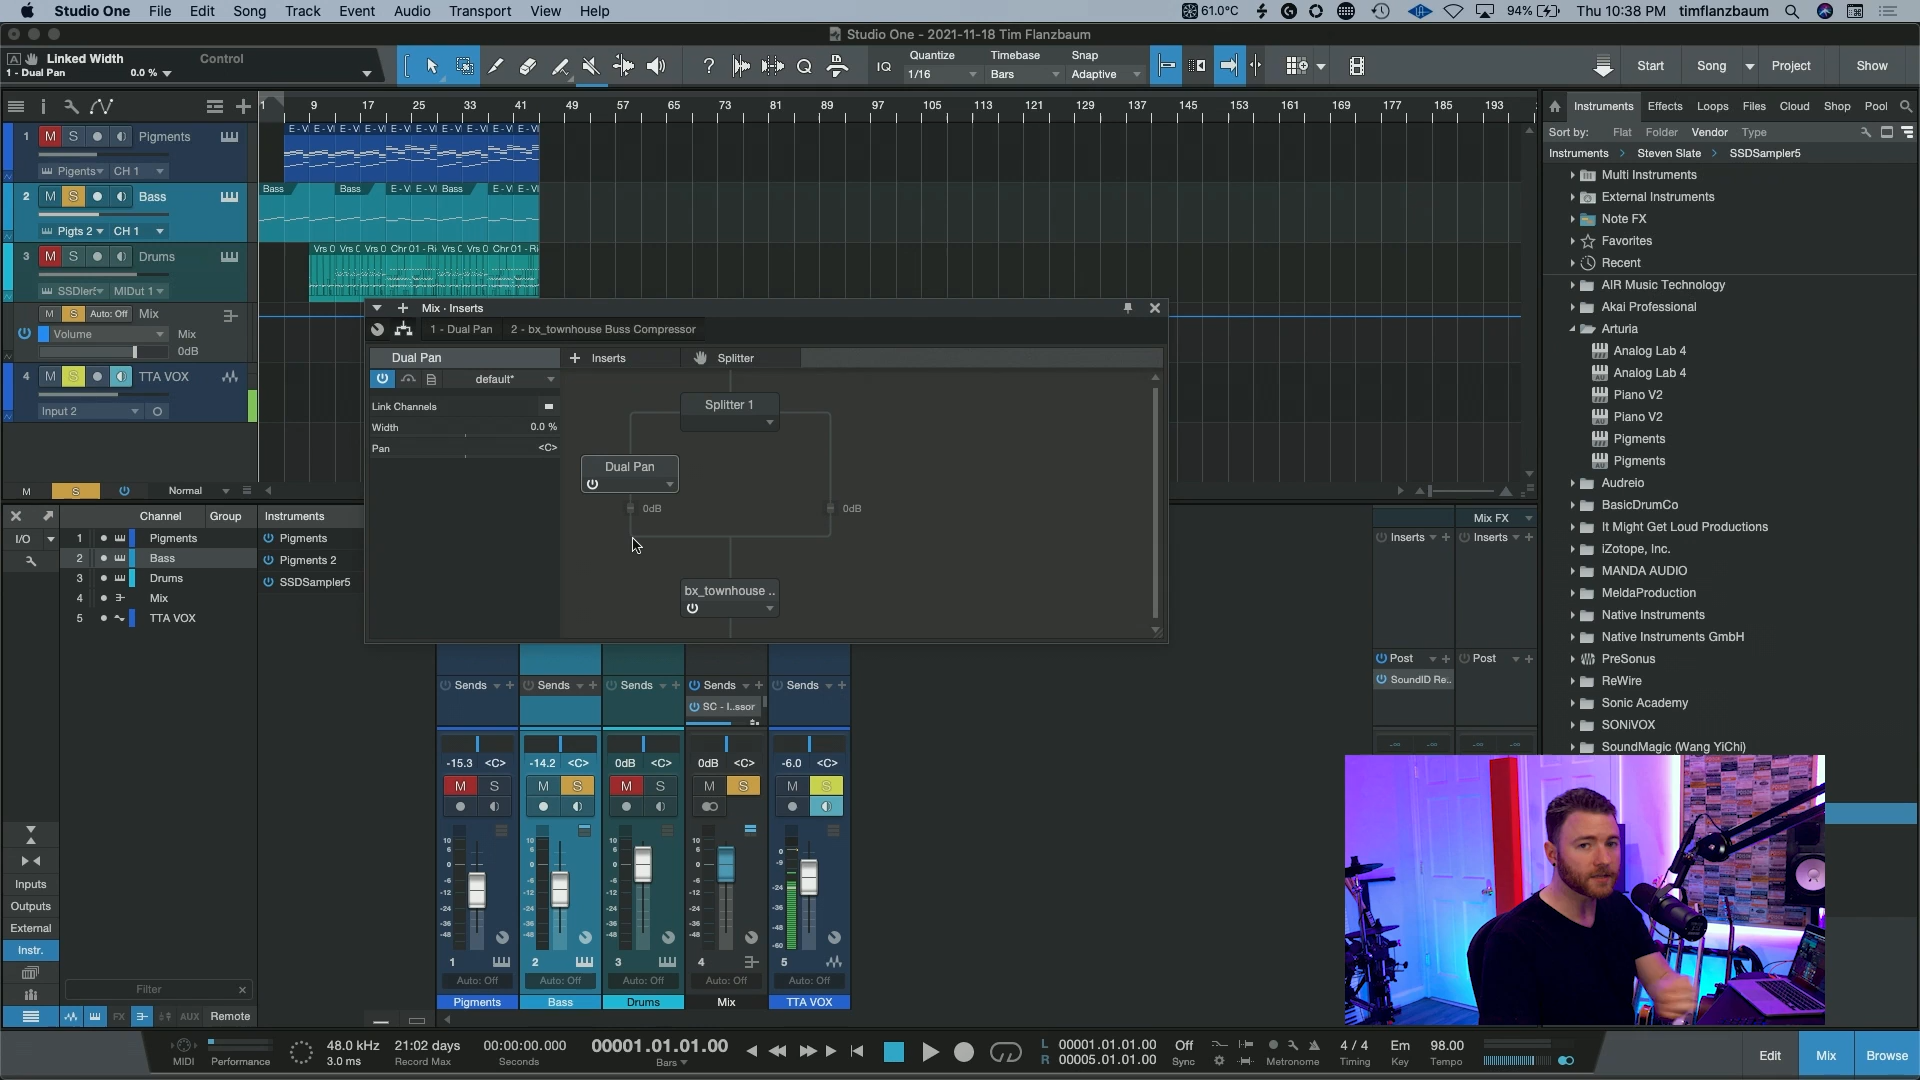 Studio One File Edit Song Track Event Audio Transport View Help
61.0°C 94% Thu 10:38 PM timflanzbaum
Studio One - 2021-11-18 Tim Flanzbaum
Linked Width Control
1 - Dual Pan 0.0 %
IQ Quantize 1/16 Timebase Bars Snap Adaptive
Start Song Project Show
1 9 17 25 33 41 49 57 65 73 81 89 97 105 113 121 129 137 145 153 161 169 177 185 193
1 M S Pigments
Pigents CH 1
2 M S Bass
Pigts 2 CH 1
3 M S Drums
MIDut 1
M S Auto: Off Mix
Volume Mix
0dB
4 M S TTA VOX
Input 2
Bass Bass Bass
M S Normal
Mix · Inserts
1 - Dual Pan 2 - bx_townhouse Buss Compressor
Dual Pan Inserts Splitter
default*
Link Channels
Width 0.0 %
Pan <C>
Splitter 1
Dual Pan
0dB 0dB
bx_townhouse ..
Instruments Effects Loops Files Cloud Shop Pool
Sort by: Flat Folder Vendor Type
Instruments Steven Slate SSDSampler5
Multi Instruments
External Instruments
Note FX
Favorites
Recent
AIR Music Technology
Akai Professional
Arturia
Analog Lab 4
Analog Lab 4
Piano V2
Piano V2
Pigments
Pigments
Audreio
BasicDrumCo
It Might Get Loud Productions
iZotope, Inc.
MANDA AUDIO
MeldaProduction
Native Instruments
Native Instruments GmbH
PreSonus
ReWire
Sonic Academy
SONiVOX
SoundMagic (Wang YiChi)
Channel Group Instruments
I/O
1 Pigments
2 Bass
3 Drums
4 Mix
5 TTA VOX
Pigments
Pigments 2
SSDSampler5
Inputs
Outputs
External
Instr.
Filter
FX AUX Remote
Mix FX
Inserts Inserts
Post Post
SoundID Re..
Sends Sends Sends Sends Sends
SC - I..ssor
-15.3 <C> -14.2 <C> 0dB <C> 0dB <C> -6.0 <C>
M S M S M S M S M S
1 2 3 4 5
Auto: Off Auto: Off Auto: Off Auto: Off Auto: Off
Pigments Bass Drums Mix TTA VOX
MIDI Performance
48.0 kHz
3.0 ms
21:02 days
Record Max
00:00:00.000
Seconds
00001.01.01.00
Bars
L 00001.01.01.00
R 00005.01.01.00
Off
Sync
Metronome
4 / 4
Timing
Em
Key
98.00
Tempo
Edit Mix Browse